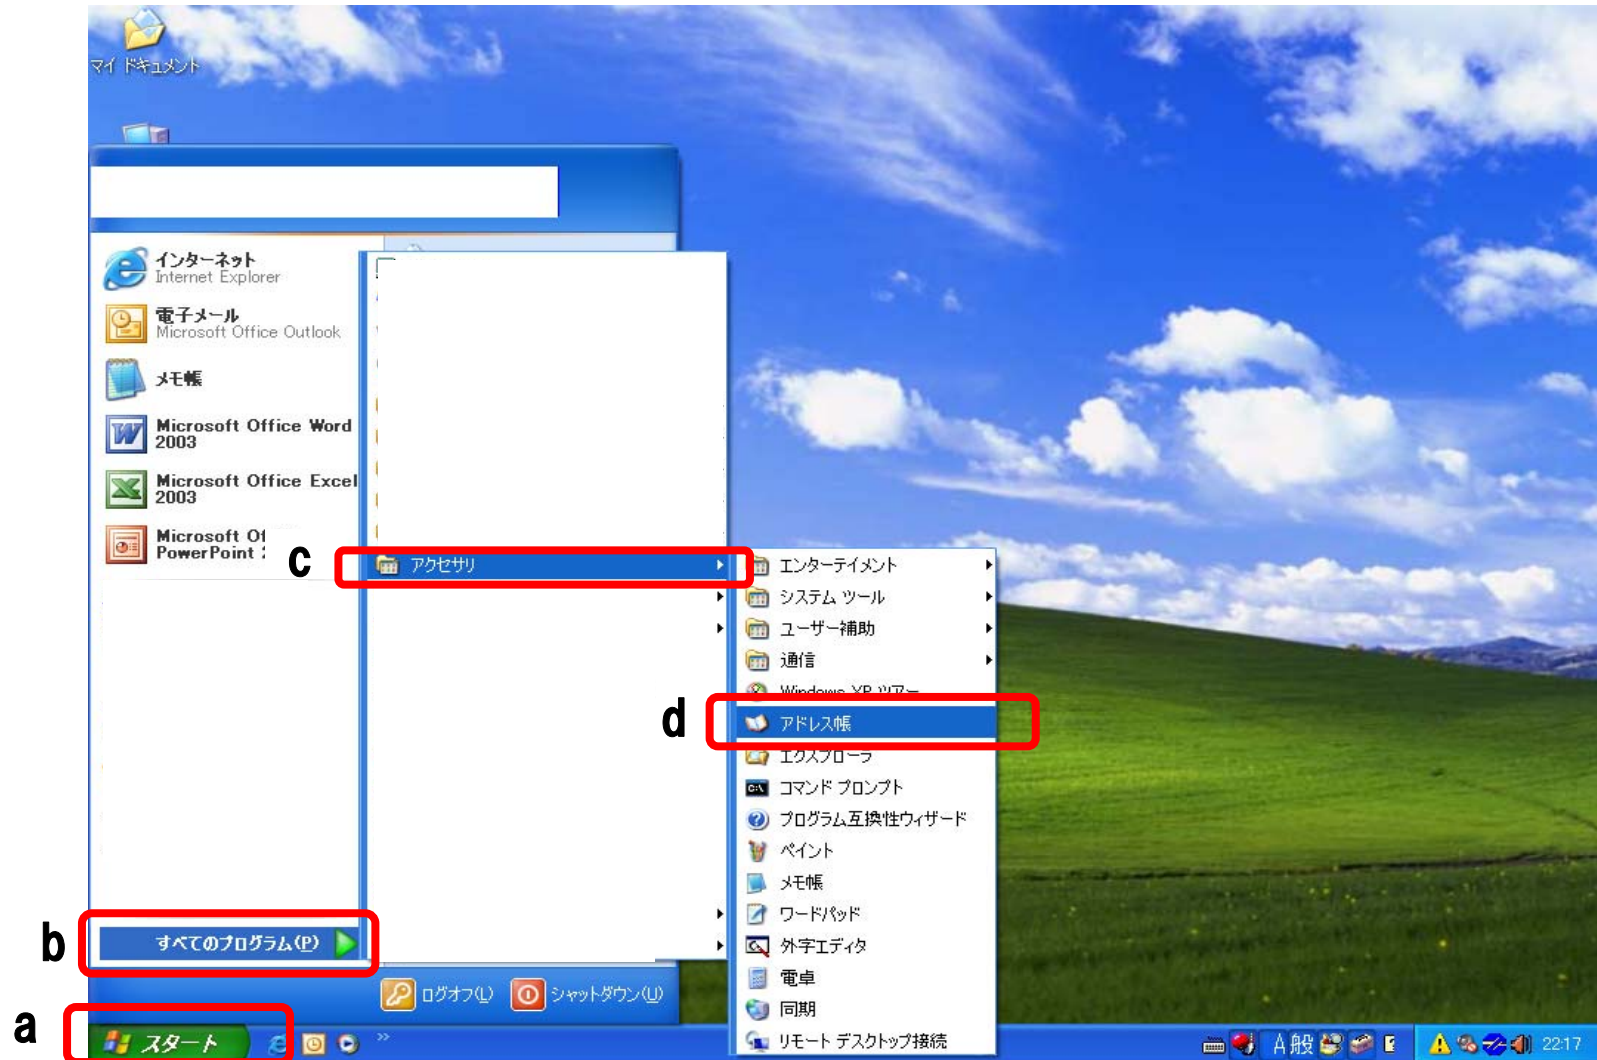 マイ ドキュメント
インターネット
Internet Explorer
電子メール
Microsoft Office Outlook
メモ帳
Microsoft Office Word
2003
Microsoft Office Excel
2003
Microsoft
PowerPoint
c
アクセサリ
エンターテイメント
システム ツール
ユーザー補助
通信
Windows XP ツアー
d
アドレス帳
エクスプローラ
コマンド プロンプト
プログラム互換性ウィザード
ペイント
メモ帳
ワードパッド
外字エディタ
電卓
同期
リモート デスクトップ接続
b
すべてのプログラム(P)
ログオフ(L)
シャットダウン(U)
a
スタート
A 般
22:17